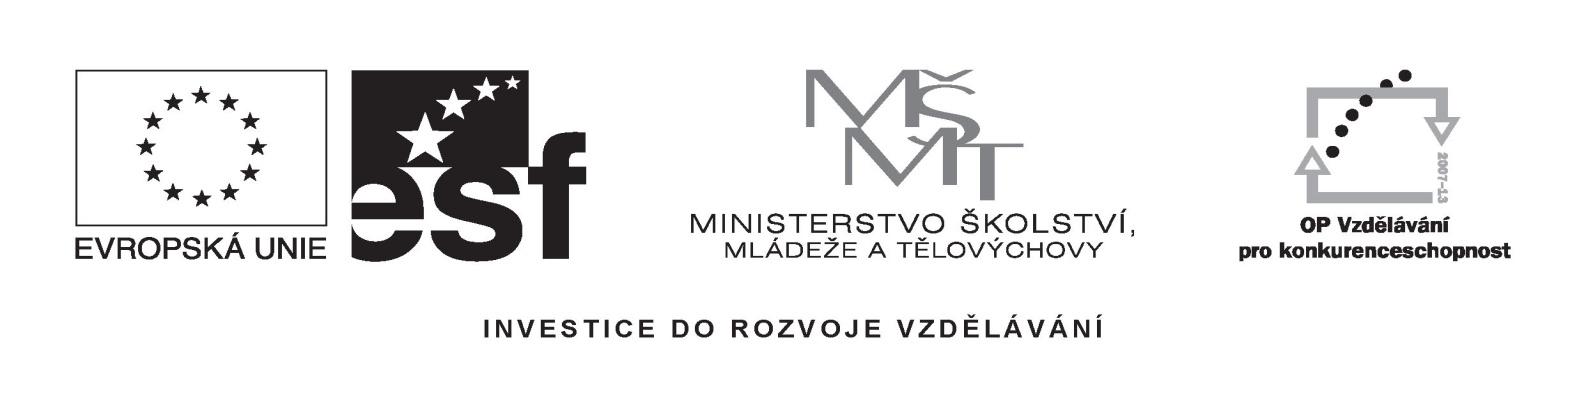 EVROPSKÁ UNIE
esf
MŠMT
MINISTERSTVO ŠKOLSTVÍ,
MLÁDEŽE A TĚLOVÝCHOVY
2007-13
OP Vzdělávání
pro konkurenceschopnost
INVESTICE DO ROZVOJE VZDĚLÁVÁNÍ